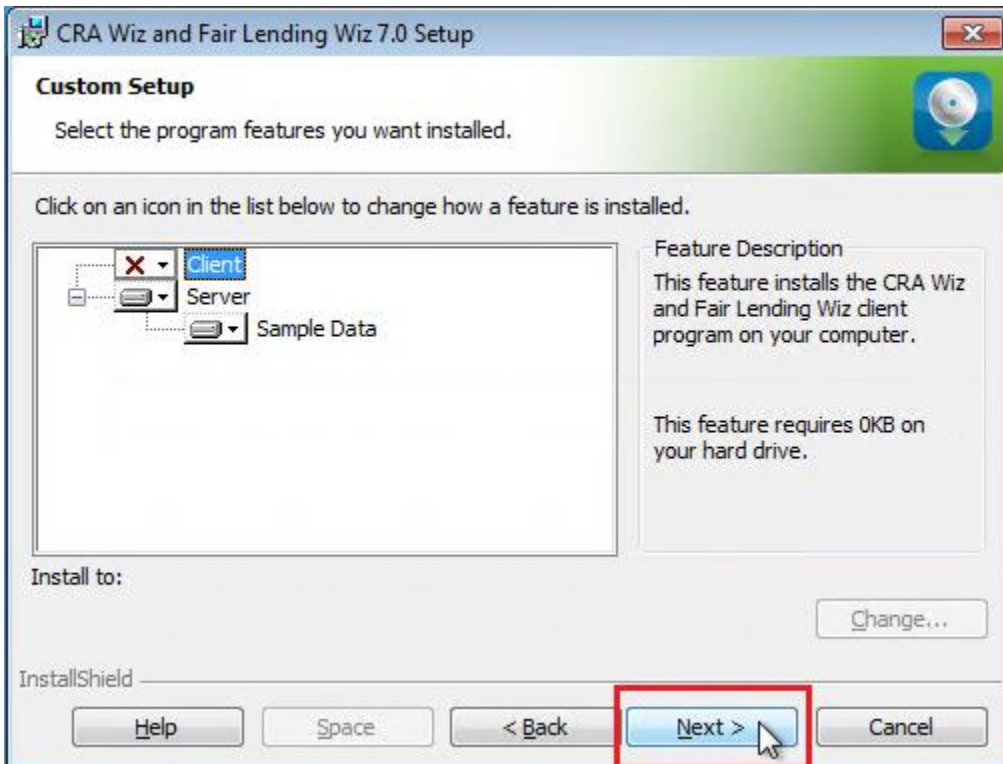 CRA Wiz and Fair Lending Wiz 7.0 Setup
Custom Setup
Select the program features you want installed.
Click on an icon in the list below to change how a feature is installed.
Client
Server
Sample Data
Feature Description
This feature installs the CRA Wiz
and Fair Lending Wiz client
program on your computer.
This feature requires 0KB on
your hard drive.
Install to:
Change...
InstallShield
Help
Space
< Back
Next >
Cancel